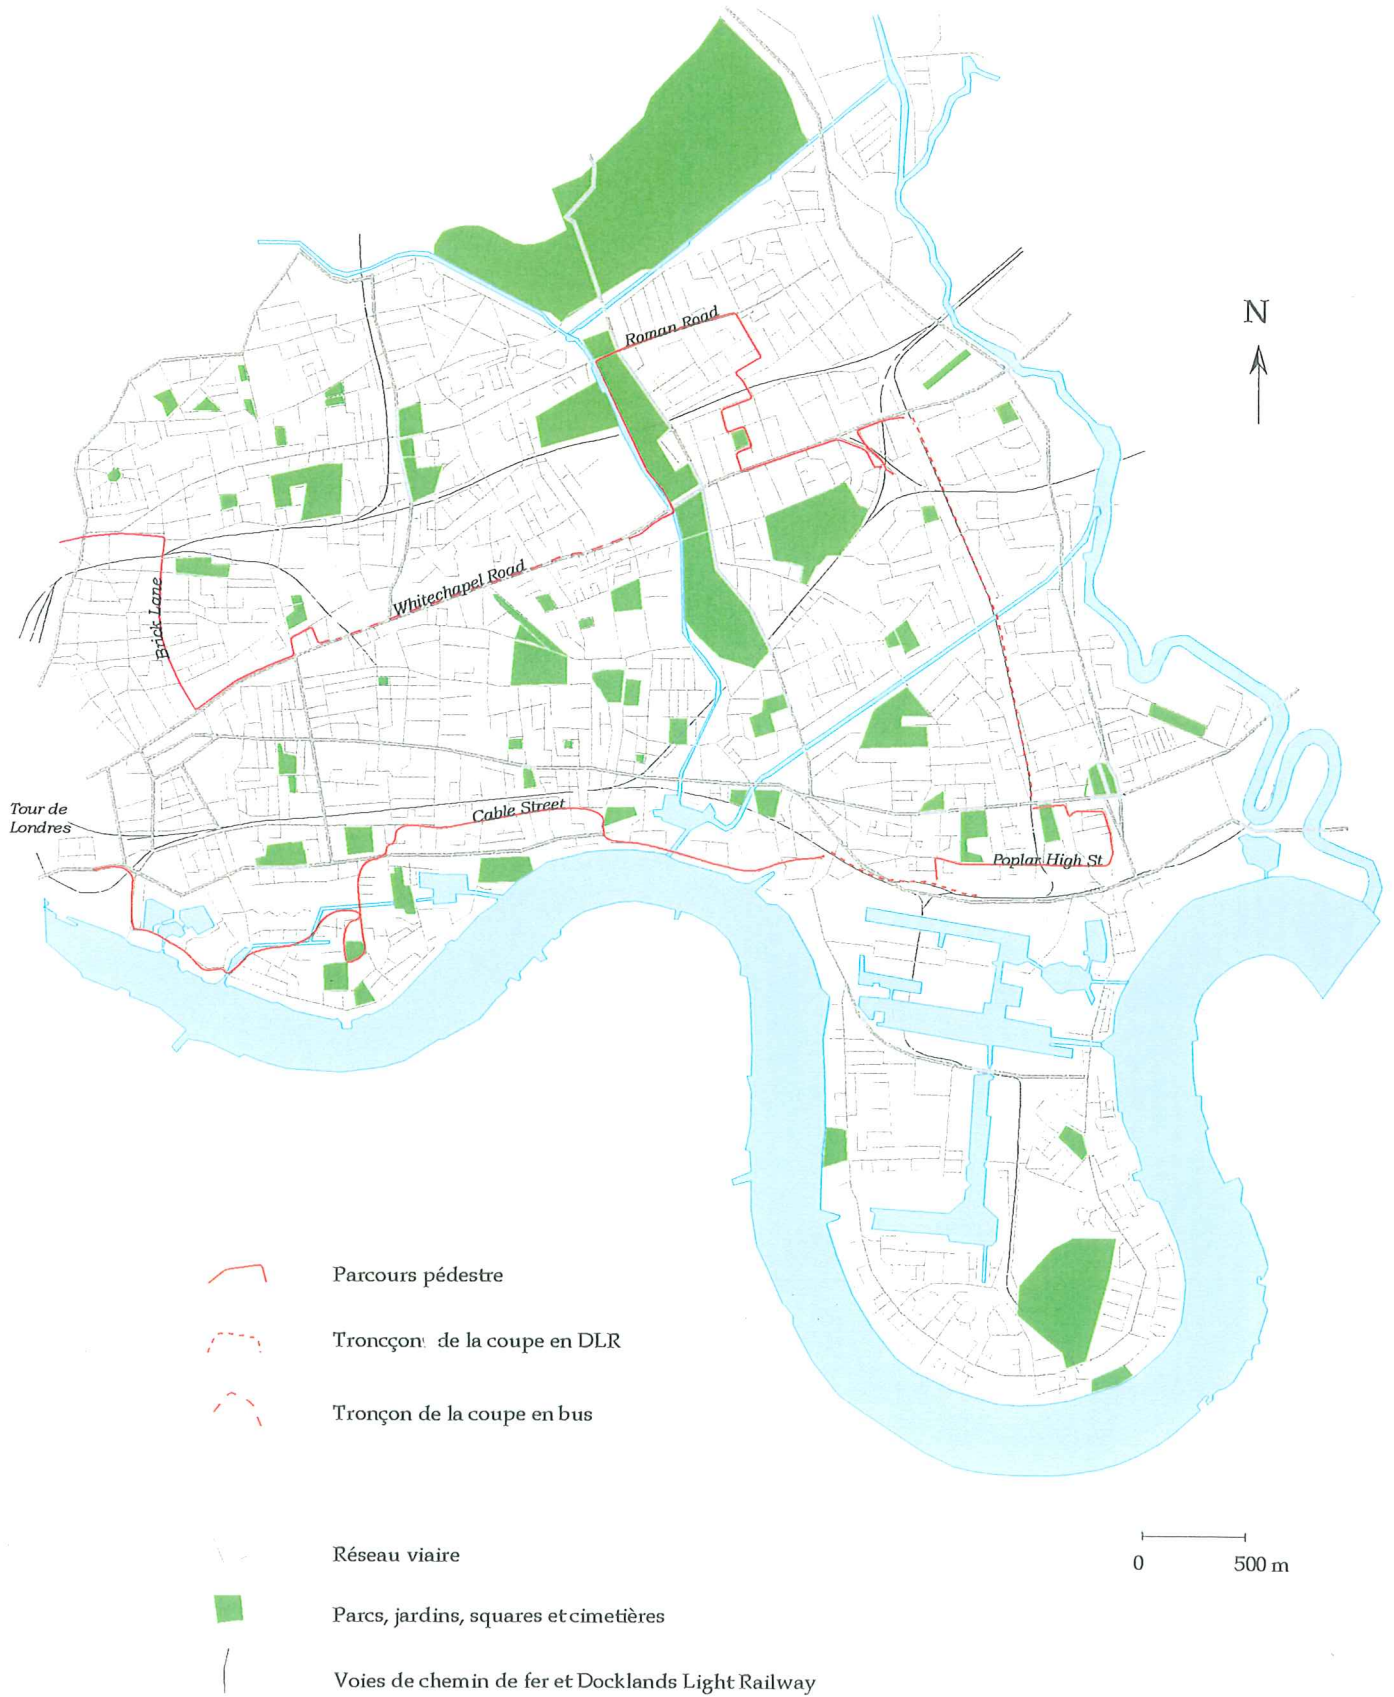 N
Roman Road
Whitechapel Road
Brick Lane
Tour de
Londres
Cable Street
Poplar High St
Parcours pédestre
Troncçon de la coupe en DLR
Tronçon de la coupe en bus
Réseau viaire
0 500 m
Parcs, jardins, squares et cimetières
Voies de chemin de fer et Docklands Light Railway